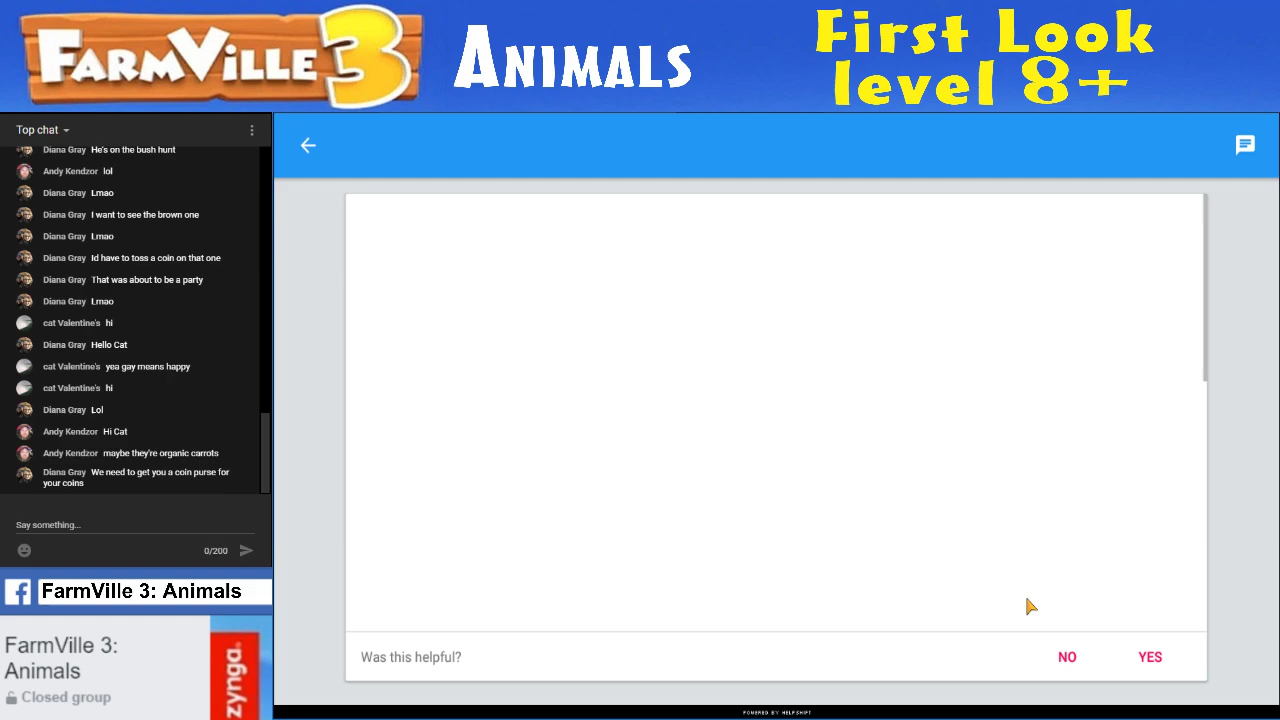 FARMVILLE 3
ANIMALS
First Look
level 8+
Top chat
Diana Gray He's on the bush hunt
Andy Kendzor lol
Diana Gray Lmao
Diana Gray I want to see the brown one
Diana Gray Lmao
Diana Gray Id have to toss a coin on that one
Diana Gray That was about to be a party
Diana Gray Lmao
cat Valentine's hi
Diana Gray Hello Cat
cat Valentine's yea gay means happy
cat Valentine's hi
Diana Gray Lol
Andy Kendzor Hi Cat
Andy Kendzor maybe they're organic carrots
Diana Gray We need to get you a coin purse for
your coins
Say something...
0/200
FarmVille 3: Animals
FarmVille 3:
Animals
Closed group
zynga
Was this helpful?
NO
YES
POWERED BY HELPSHIFT